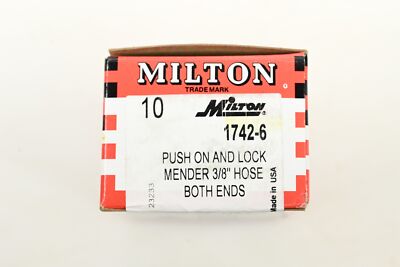 MILTON
TRADE MARK
10
MILTON
1742-6
PUSH ON AND LOCK
MENDER 3/8" HOSE
BOTH ENDS
23233
Made in USA